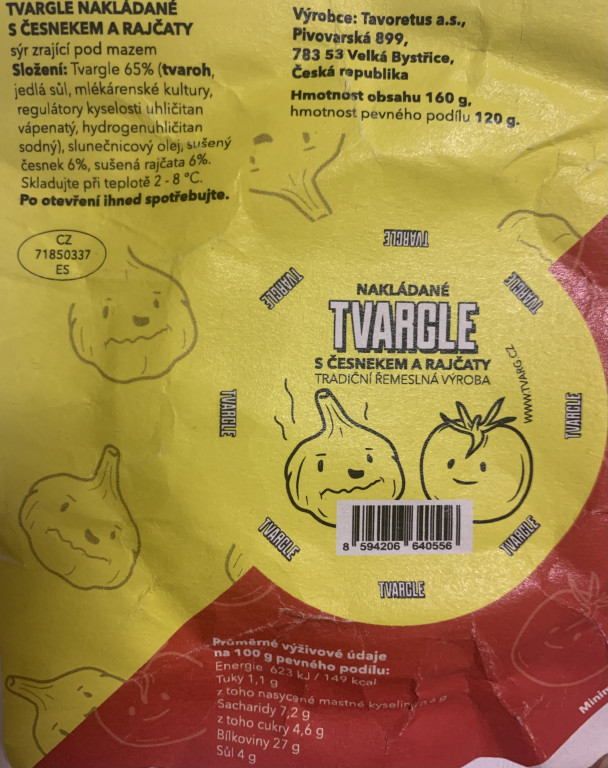 TVARGLE NAKLÁDANÉ
S ČESNEKEM A RAJČATY
sýr zrající pod mazem
Složení: Tvargle 65% (tvaroh,
jedlá sůl, mlékárenské kultury,
regulátory kyselosti uhličitan
vápenatý, hydrogenuhličitan
sodný), slunečnicový olej, sušený
česnek 6%, sušená rajčata 6%.
Skladujte při teplotě 2 - 8 °C.
Po otevření ihned spotřebujte.
CZ
71850337
ES
Výrobce: Tavoretus a.s.,
Pivovarská 899,
783 53 Velká Bystřice,
Česká republika
Hmotnost obsahu 160 g,
hmotnost pevného podílu 120 g.
TVARGLE
TVARGLE
TVARGLE
NAKLÁDANÉ
TVARGLE
S ČESNEKEM A RAJČATY
TRADIČNÍ ŘEMESLNÁ VÝROBA
WWW.TVARG.CZ
TVARGLE
TVARGLE
8 594206 640556
TVARGLE
TVARGLE
TVARGLE
Průměrné výživové údaje
na 100 g pevného podílu:
Energie 623 kJ / 149 kcal
Tuky 1,1 g
z toho nasycené mastné kyseliny
Sacharidy 7,2 g
z toho cukry 4,6 g
Bílkoviny 27 g
Sůl 4 g